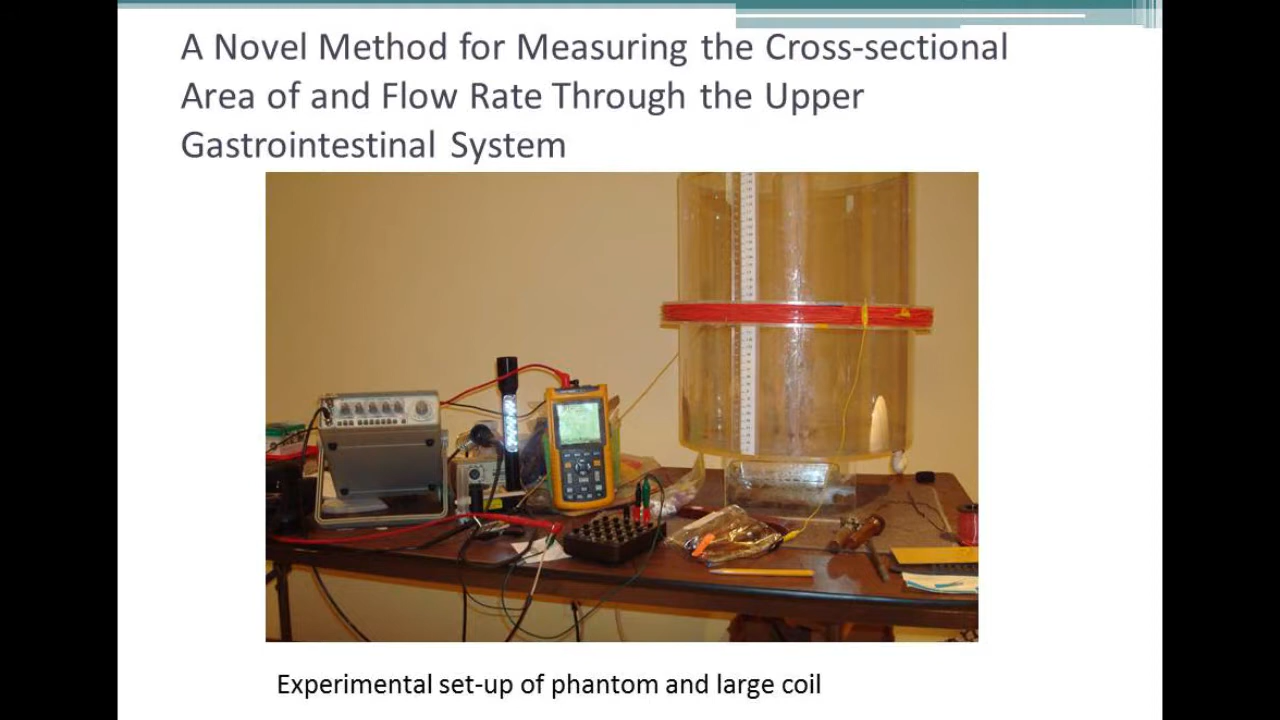 A Novel Method for Measuring the Cross-sectional
Area of and Flow Rate Through the Upper
Gastrointestinal System
Experimental set-up of phantom and large coil